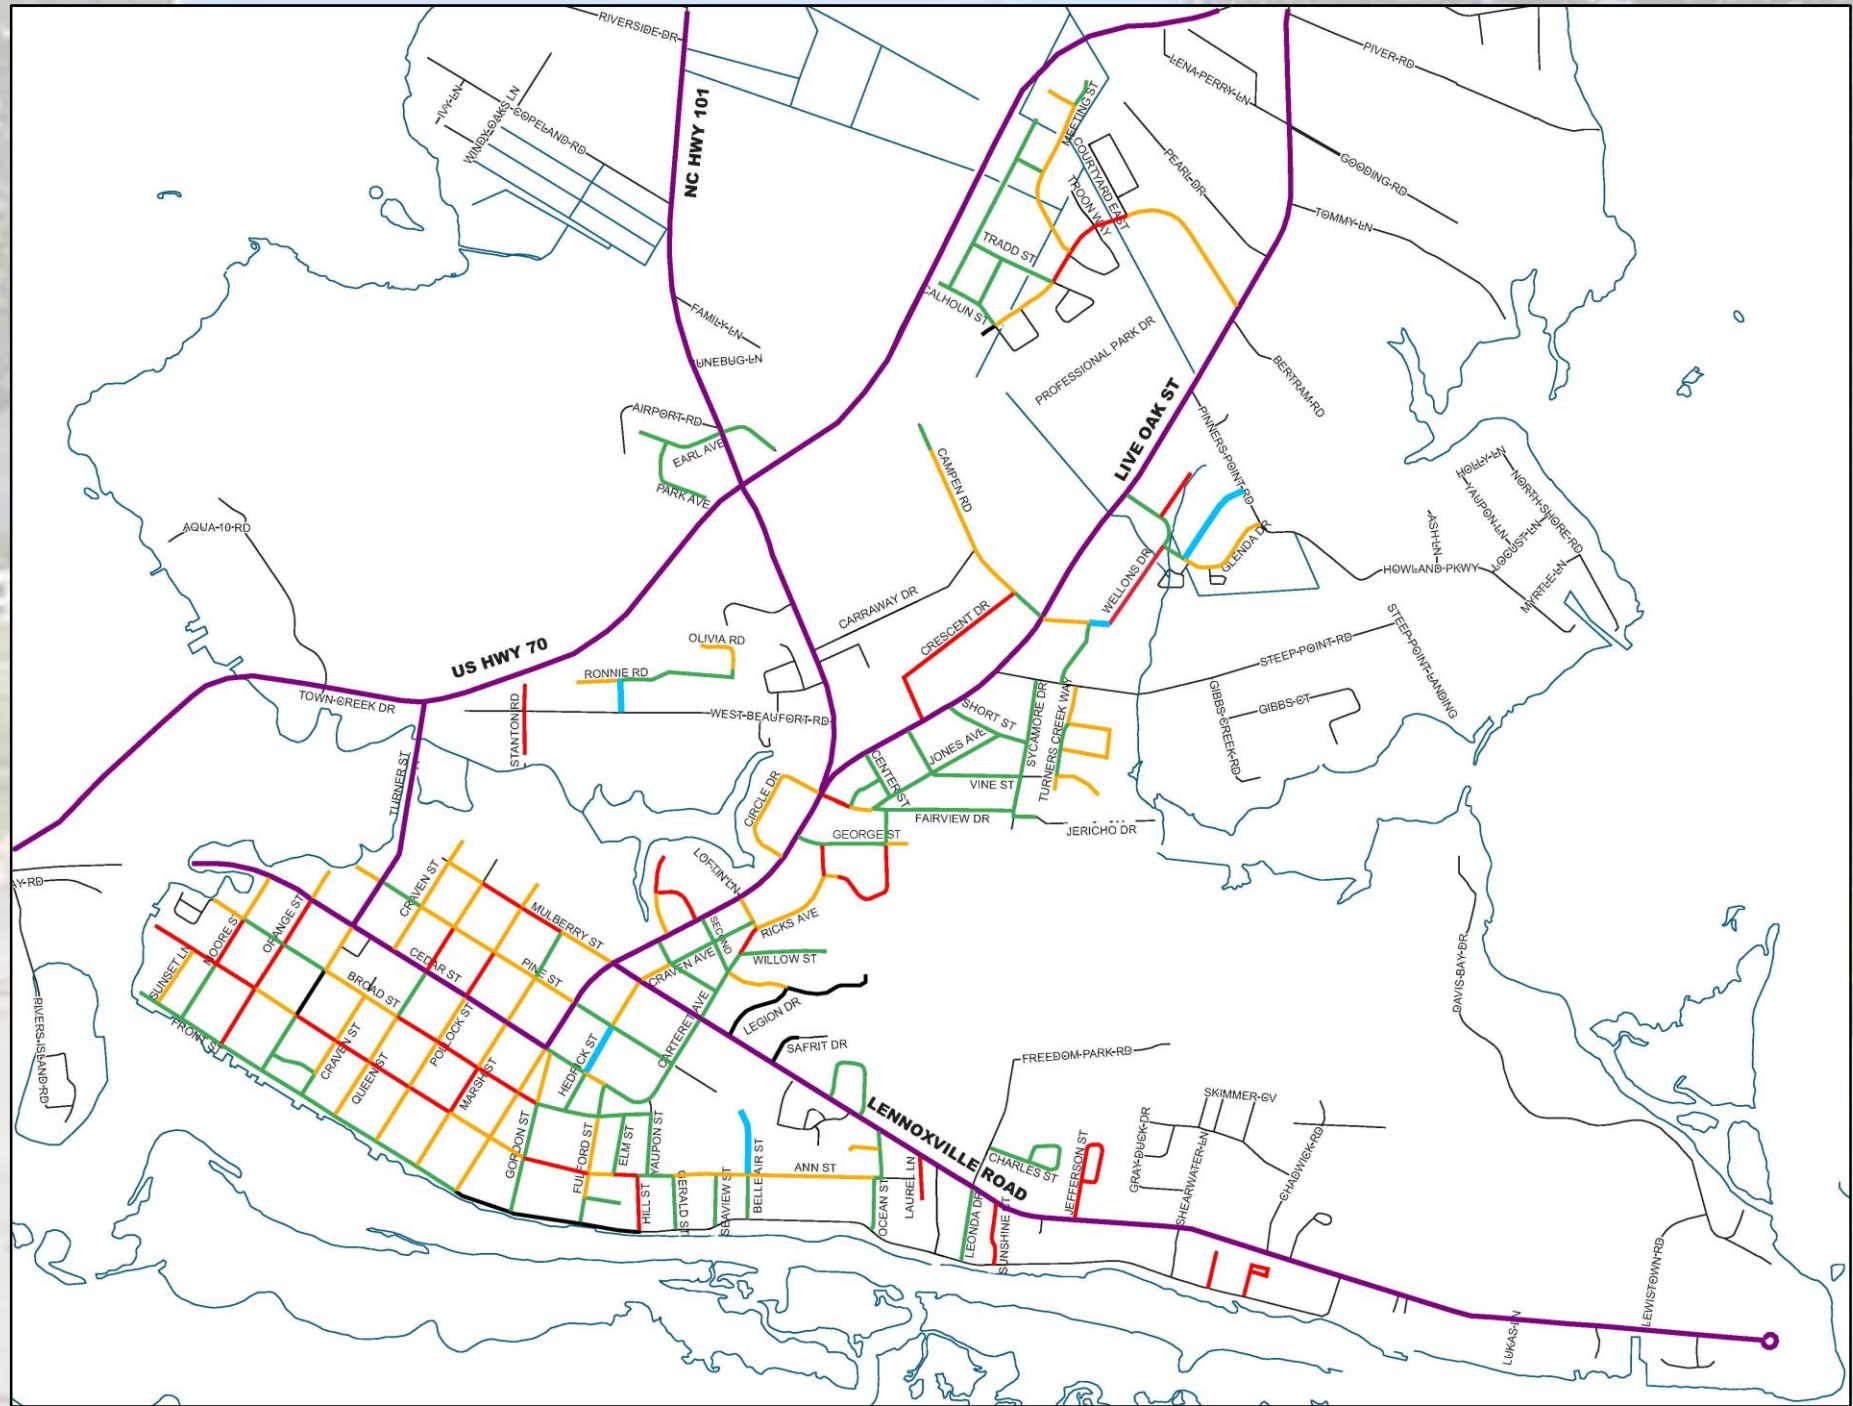 RIVERSIDE DR
PIVER-RD
LENA-PERRY-LN
IVY-LN
WINDY-OAKS LN
COPELAND-RD
NC HWY 101
MEETING ST
COURTYARD EAST
TROON WAY
PEARL-DR
GOODING-RD
TOMMY-LN
TRADD ST
CALHOUN ST
FAMILY-LN
UNEBUG-LN
PROFESSIONAL PARK DR
BERTRAM-RD
AIRPORT-RD
EARL AVE
PARK AVE
LIVE OAK ST
PINNERS-POINT-RD
CAMPEN RD
HOLLY-LN
NORTH-SHORE-RD
YAUPON-LN
LOCUST-LN
ASH-LN
MYRTLE-LN
AQUA-10-RD
GLENDA DR
HOWLAND-PKWY
WELLONS DR
CARRAWAY DR
CRESCENT DR
OLIVIA RD
RONNIE RD
US HWY 70
STEEP-POINT-RD
STEEP-POINT-LANDING
TOWN-CREEK DR
STANTON RD
WEST-BEAUFORT-RD
SHORT ST
SYCAMORE DR
TURNERS CREEK WAY
GIBBS-CREEK-RD
GIBBS-CT
JONES AVE
CENTER ST
VINE ST
TURNER ST
CIRCLE DR
FAIRVIEW DR
JERICHO DR
GEORGE ST
LOFTIN LN
AY-RD
CRAVEN ST
MULBERRY ST
RICKS AVE
SECOND
MOORE S
ORANGE ST
CEDAR ST
PINE ST
CRAVEN AVE
WILLOW ST
SUNSET LN
BROAD ST
LEGION DR
DAVIS-BAY-DR
RIVERS-ISLAND-RD
FRONT ST
CRAVEN ST
QUEEN ST
POLLOCK ST
MARSH ST
HEDRICK ST
CARTERET AVE
SAFRIT DR
FREEDOM-PARK-RD
LENNOXVILLE ROAD
SKIMMER-CV
GORDON ST
FULFORD ST
ELM ST
YAUPON ST
BELLEAIR ST
ANN ST
CHARLES ST
JEFFERSON ST
GRAY-DUCK-DR
SHEARWATER-LN
CHADWICK-RD
HILL ST
GERALD ST
SEAVIEW ST
OCEAN ST
LAUREL LN
LEONDA DR
SUNSHINE
LUKAS-LN
LEWISTOWN-RD